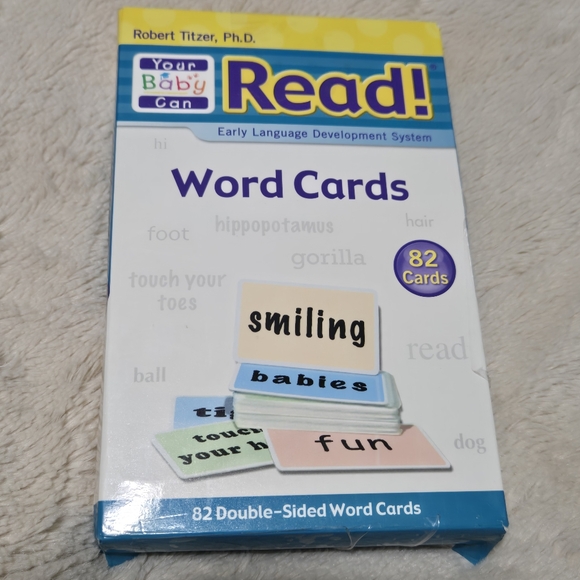 Robert Titzer, Ph.D.
Your
Baby
Can
Read!
Early Language Development System
hi
Word Cards
hippopotamus
hair
foot
gorilla
82
Cards
touch your
toes
smiling
read
babies
ball
touch
your h
fun
dog
82 Double-Sided Word Cards